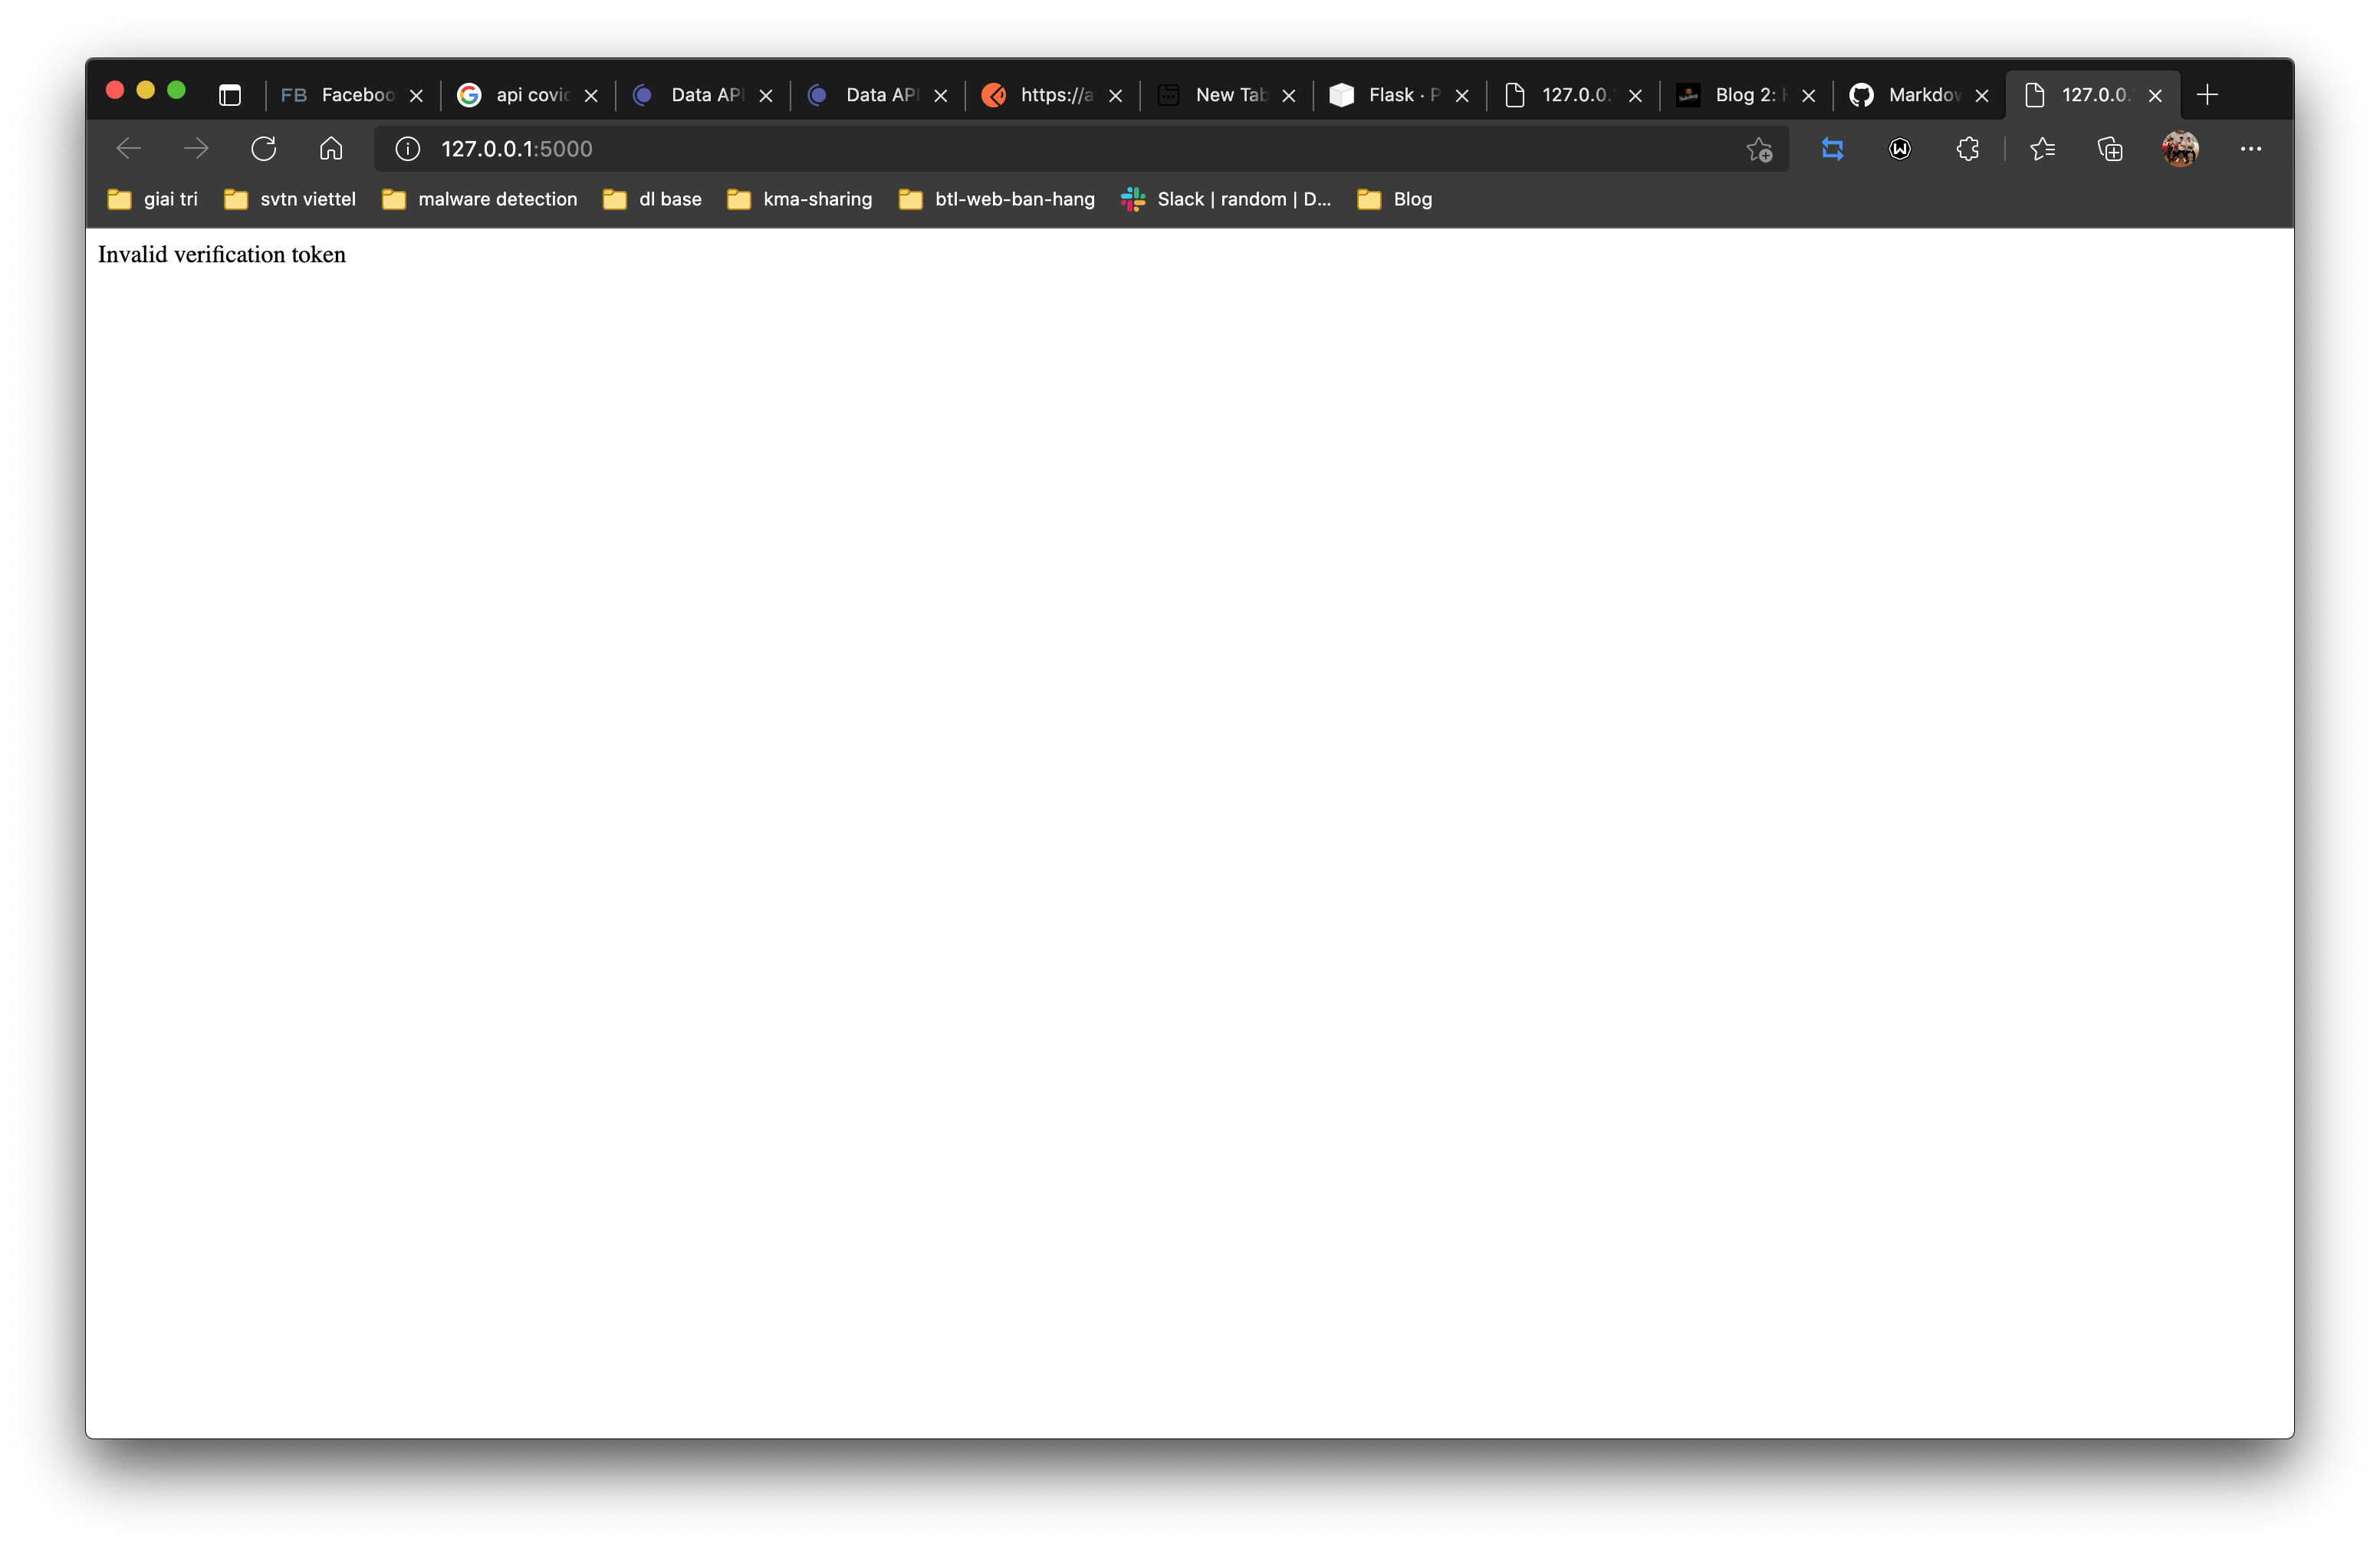 FB Faceboo api covid Data API Data API https://a New Tab Flask · P 127.0.0. Blog 2: H Markdow 127.0.0.
127.0.0.1:5000
giai tri svtn viettel malware detection dl base kma-sharing btl-web-ban-hang Slack | random | D... Blog
Invalid verification token